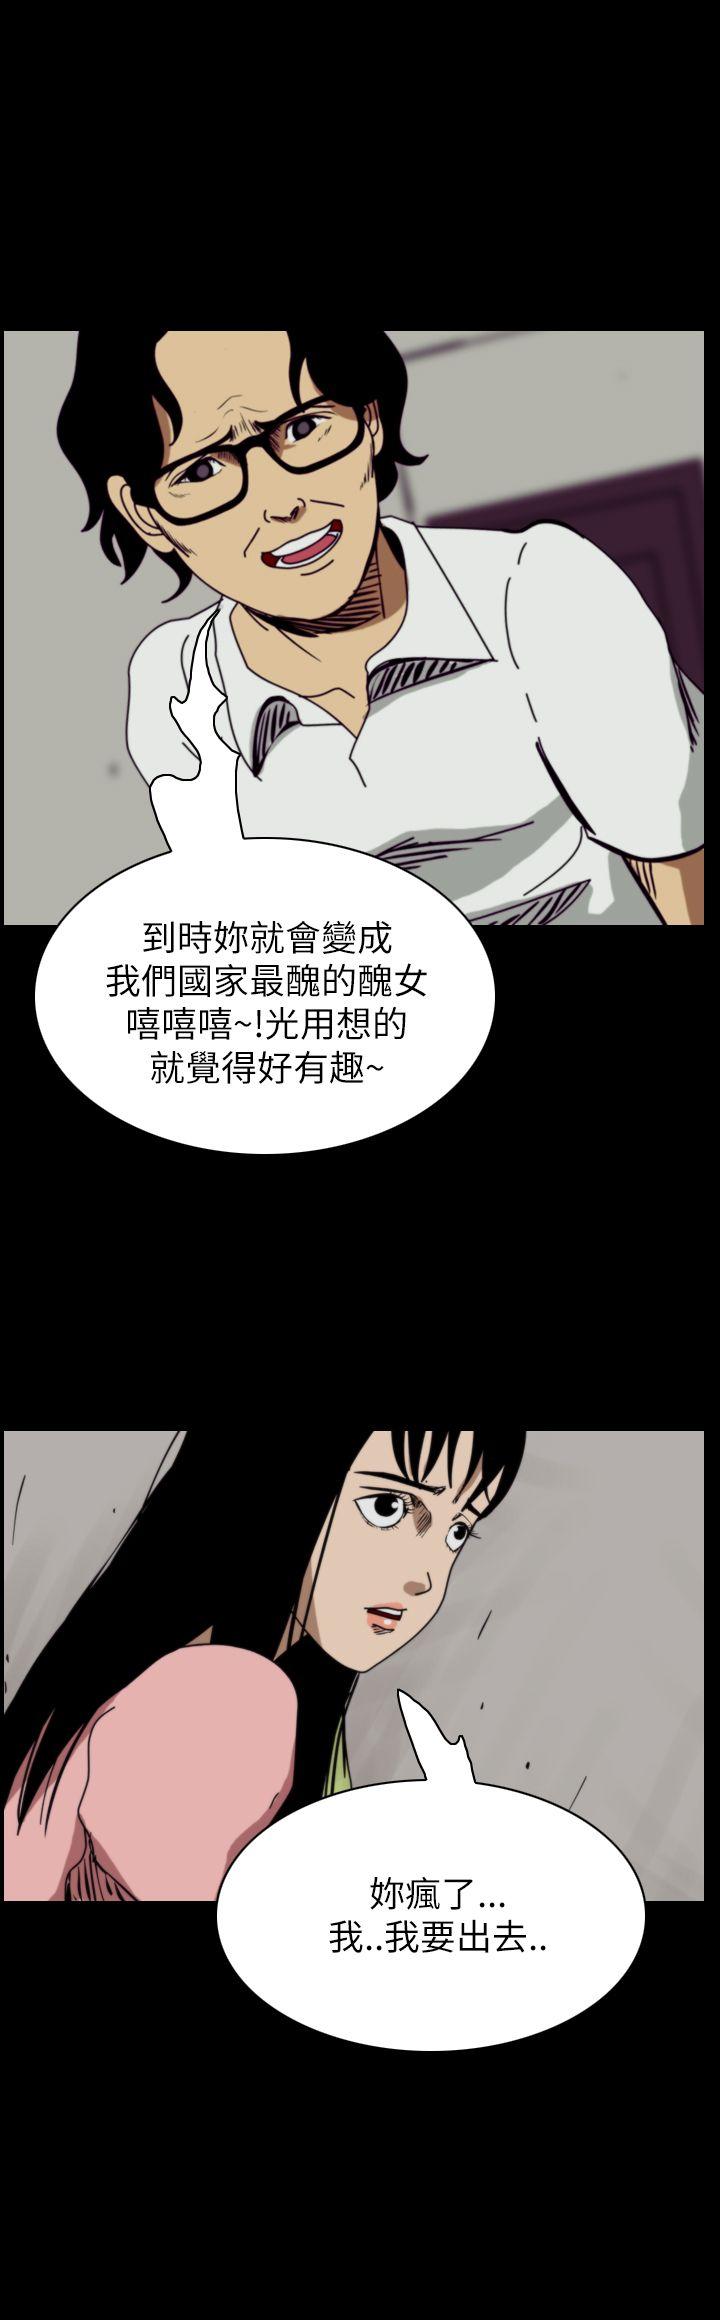 到時妳就會變成
我們國家最醜的醜女
嘻嘻嘻~!光用想的
就覺得好有趣~
妳瘋了...
我..我要出去..